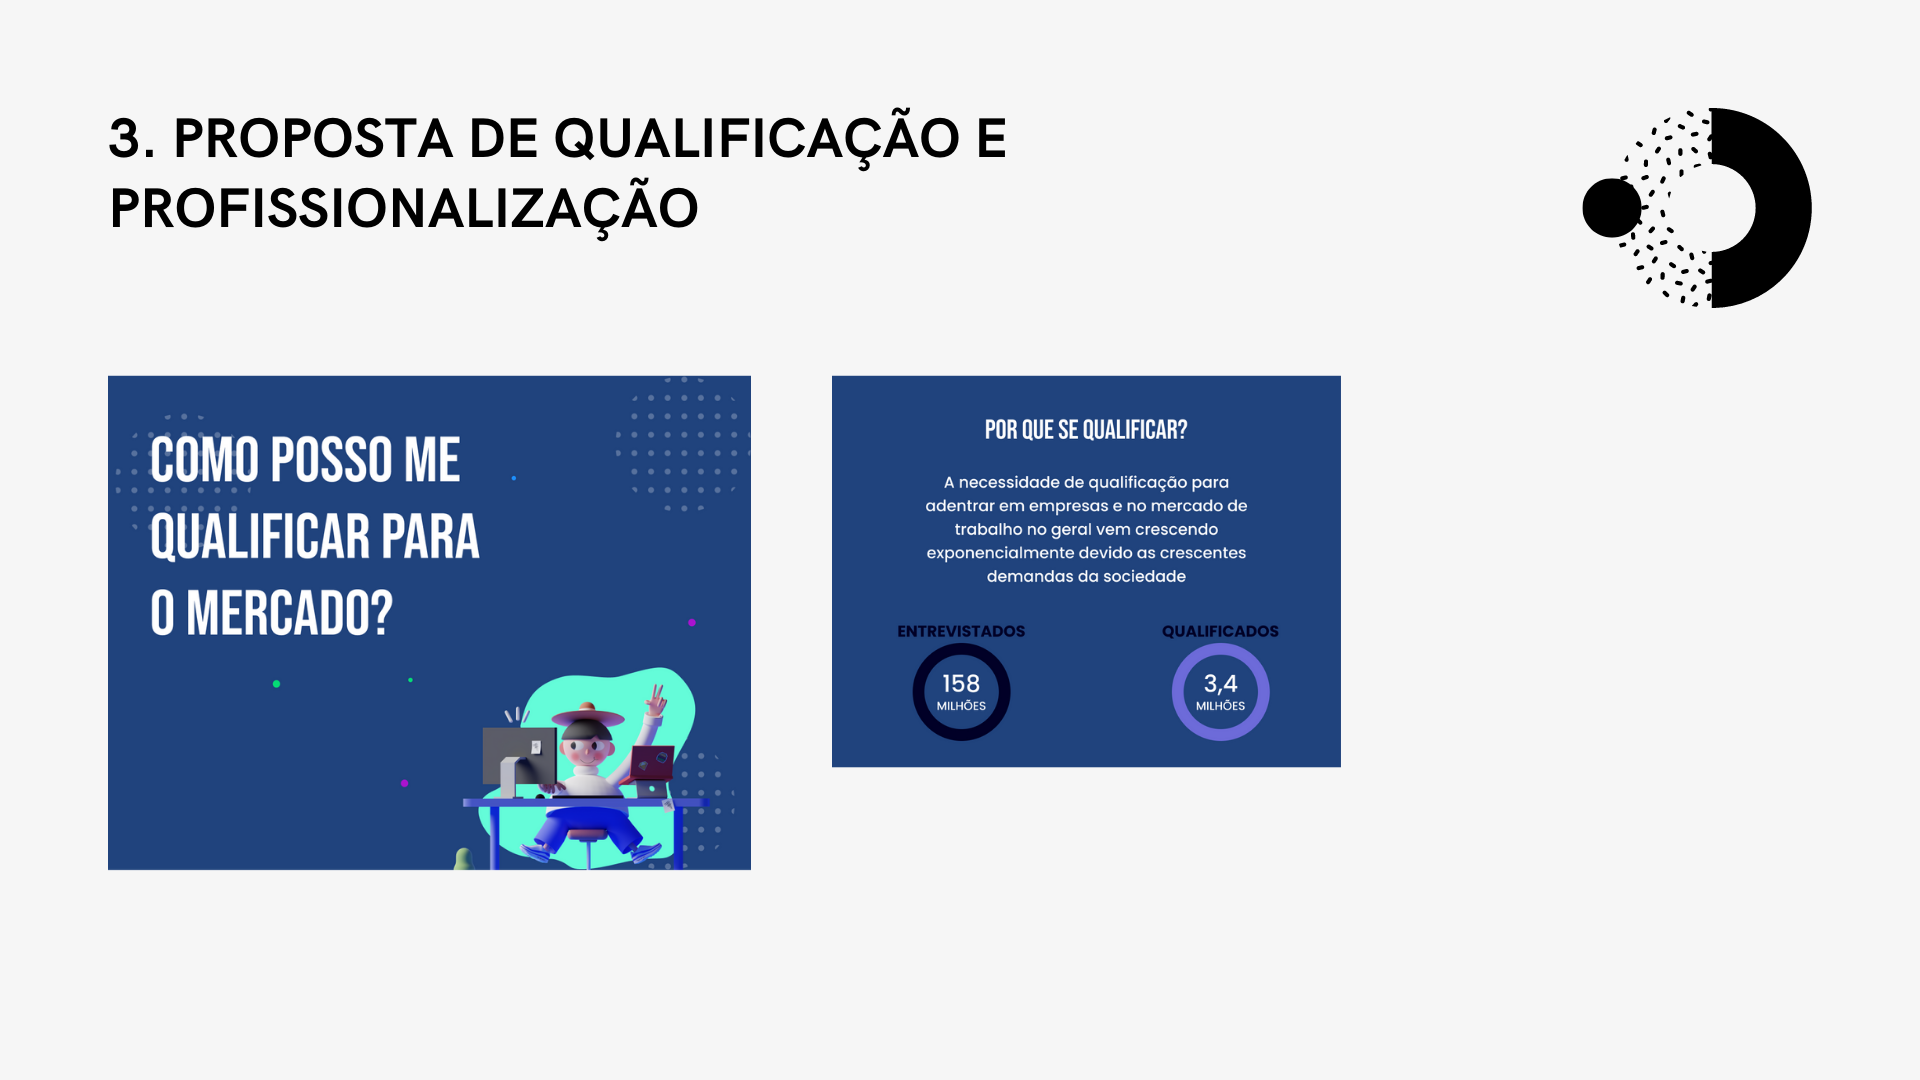 3. PROPOSTA DE QUALIFICAÇÃO E
PROFISSIONALIZAÇÃO
COMO POSSO ME
QUALIFICAR PARA
O MERCADO?
POR QUE SE QUALIFICAR?
A necessidade de qualificação para
adentrar em empresas e no mercado de
trabalho no geral vem crescendo
exponencialmente devido as crescentes
demandas da sociedade
ENTREVISTADOS
158
MILHÕES
QUALIFICADOS
3,4
MILHÕES